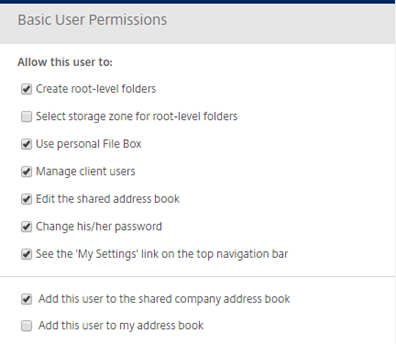 Basic User Permissions
Allow this user to:
Create root-level folders
Select storage zone for root-level folders
Use personal File Box
Manage client users
Edit the shared address book
Change his/her password
See the 'My Settings' link on the top navigation bar
Add this user to the shared company address book
Add this user to my address book